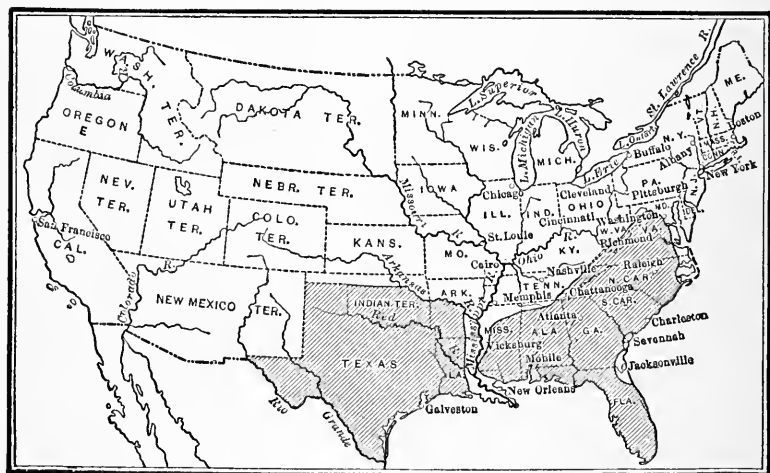 WASH. TER.
Columbia R.
OREGON
E
DAKOTA TER.
MINN.
L. Superior
WIS.
L. Michigan
MICH.
L. Huron
St. Lawrence R.
ME.
VT.
N.H.
Boston
MASS.
CONN.
L. Ontario
N.Y.
Buffalo
Albany
New York
L. Erie
PA.
Pittsburgh
N.J.
NEV. TER.
UTAH TER.
NEBR. TER.
COLO. TER.
IOWA
Missouri R.
Chicago
ILL.
IND.
Cleveland
OHIO
Cincinnati
MD.
DE.
Washington
W.VA.
VA.
Richmond
San Francisco
CAL.
KANS.
MO.
St. Louis
Cairo
Ohio R.
KY.
Colorado R.
NEW MEXICO TER.
Arkansas R.
INDIAN TER.
Red
ARK.
Mississippi R.
TENN.
Nashville
Memphis
Chattanooga
Raleigh
N. CAR.
S. CAR.
Charleston
Savannah
Atlanta
MISS.
ALA
GA.
Vicksburg
Mobile
Jacksonville
TEXAS
LA.
New Orleans
FLA.
Galveston
Rio Grande